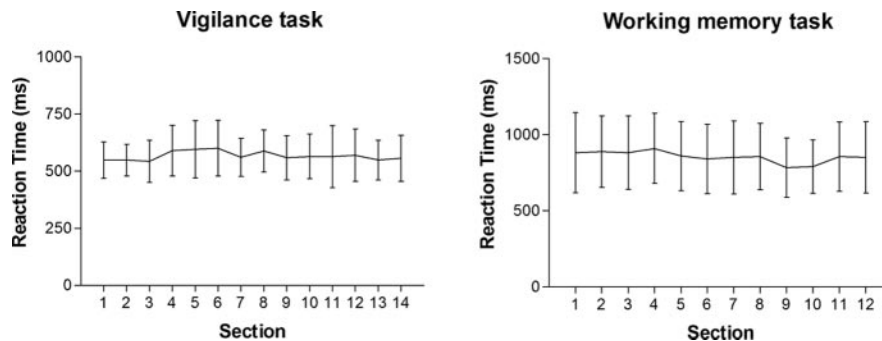 Vigilance task
Reaction Time (ms)
1000
750
500
250
0
1 2 3 4 5 6 7 8 9 10 11 12 13 14
Section
Working memory task
Reaction Time (ms)
1500
1000
500
0
1 2 3 4 5 6 7 8 9 10 11 12
Section